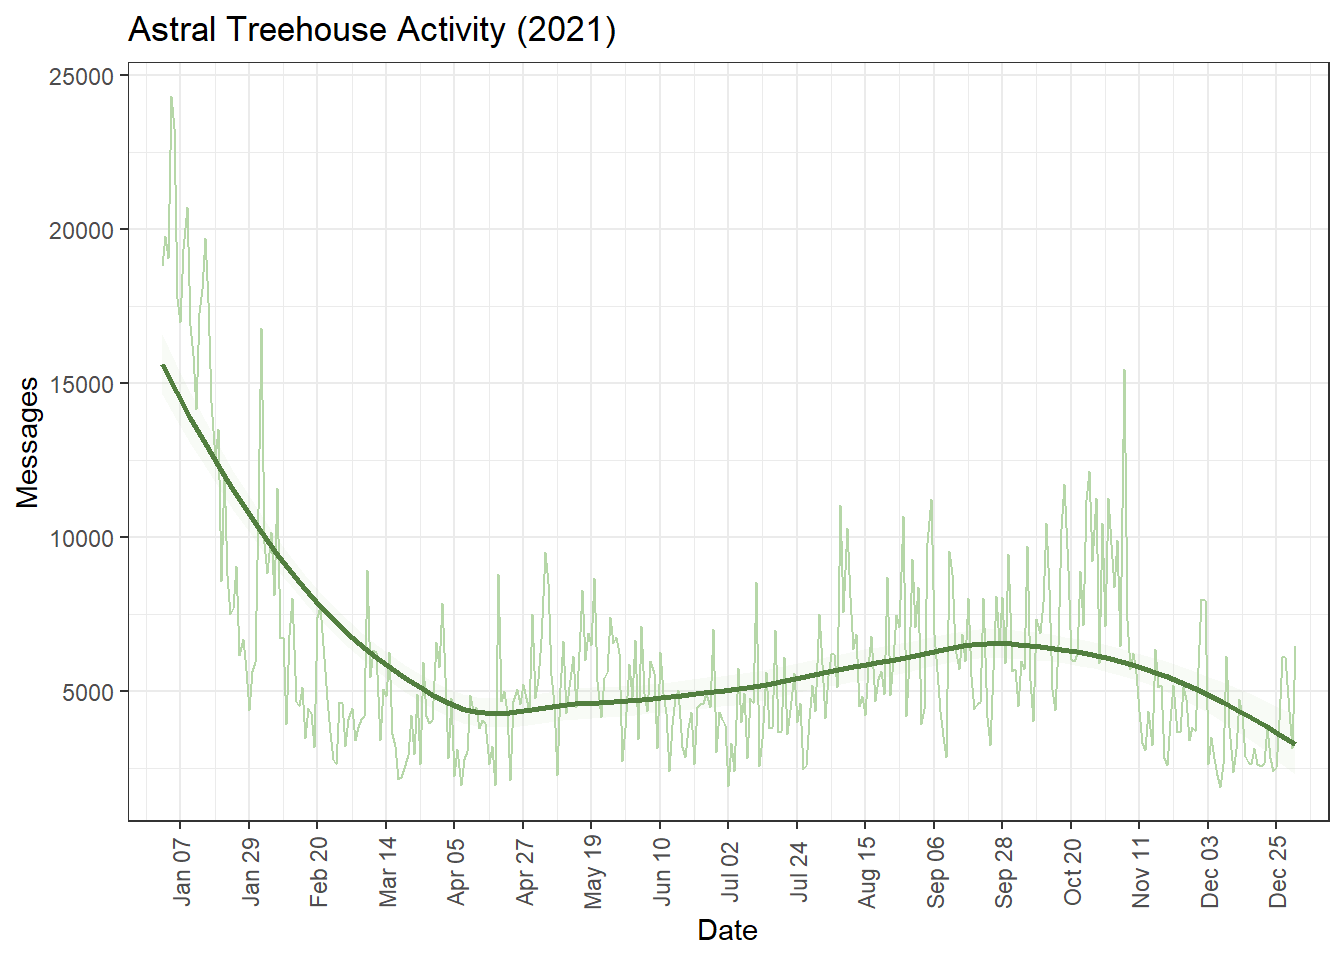 Astral Treehouse Activity (2021)
25000
20000
15000
10000
5000
Messages
Jan 07
Jan 29
Feb 20
Mar 14
Apr 05
Apr 27
May 19
Jun 10
Jul 02
Jul 24
Aug 15
Sep 06
Sep 28
Oct 20
Nov 11
Dec 03
Dec 25
Date